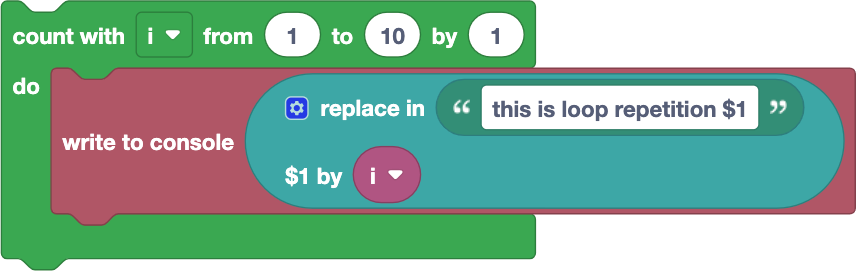 count with i from 1 to 10 by 1
do
replace in “ this is loop repetition $1 ”
write to console
$1 by i